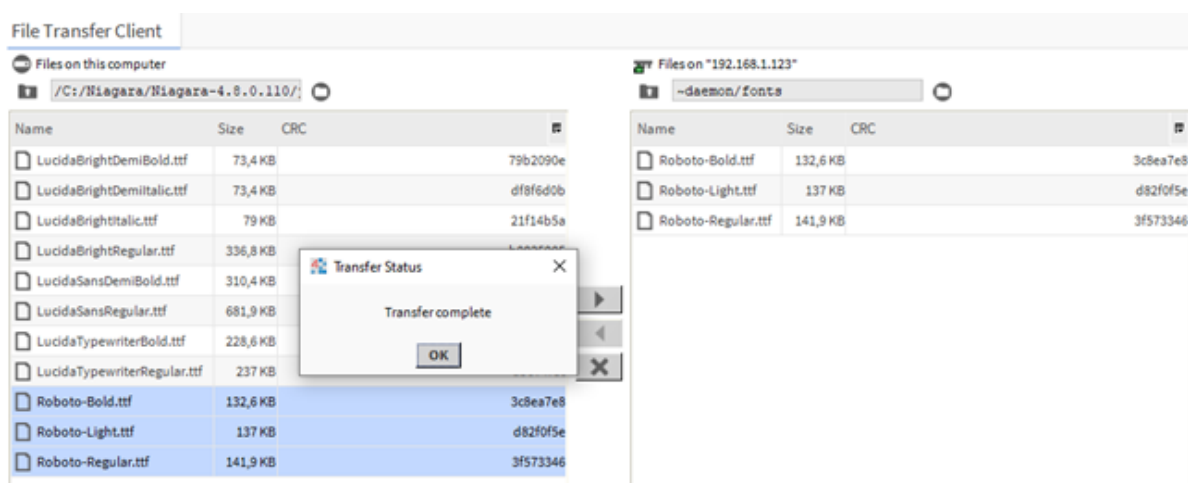 File Transfer Client
Files on this computer
/C:/Niagara/Niagara-4.8.0.110/
Name Size CRC
LucidaBrightDemiBold.ttf 73,4 KB 79b2090e
LucidaBrightDemiItalic.ttf 73,4 KB df8f6d0b
LucidaBrightItalic.ttf 79 KB 21f14b5a
LucidaBrightRegular.ttf 336,8 KB
LucidaSansDemiBold.ttf 310,4 KB
LucidaSansRegular.ttf 681,9 KB
LucidaTypewriterBold.ttf 228,6 KB
LucidaTypewriterRegular.ttf 237 KB
Roboto-Bold.ttf 132,6 KB 3c8ea7e8
Roboto-Light.ttf 137 KB d82f0f5e
Roboto-Regular.ttf 141,9 KB 3f573346
Transfer Status
Transfer complete
OK
Files on "192.168.1.123"
~daemon/fonts
Name Size CRC
Roboto-Bold.ttf 132,6 KB 3c8ea7e8
Roboto-Light.ttf 137 KB d82f0f5e
Roboto-Regular.ttf 141,9 KB 3f573346